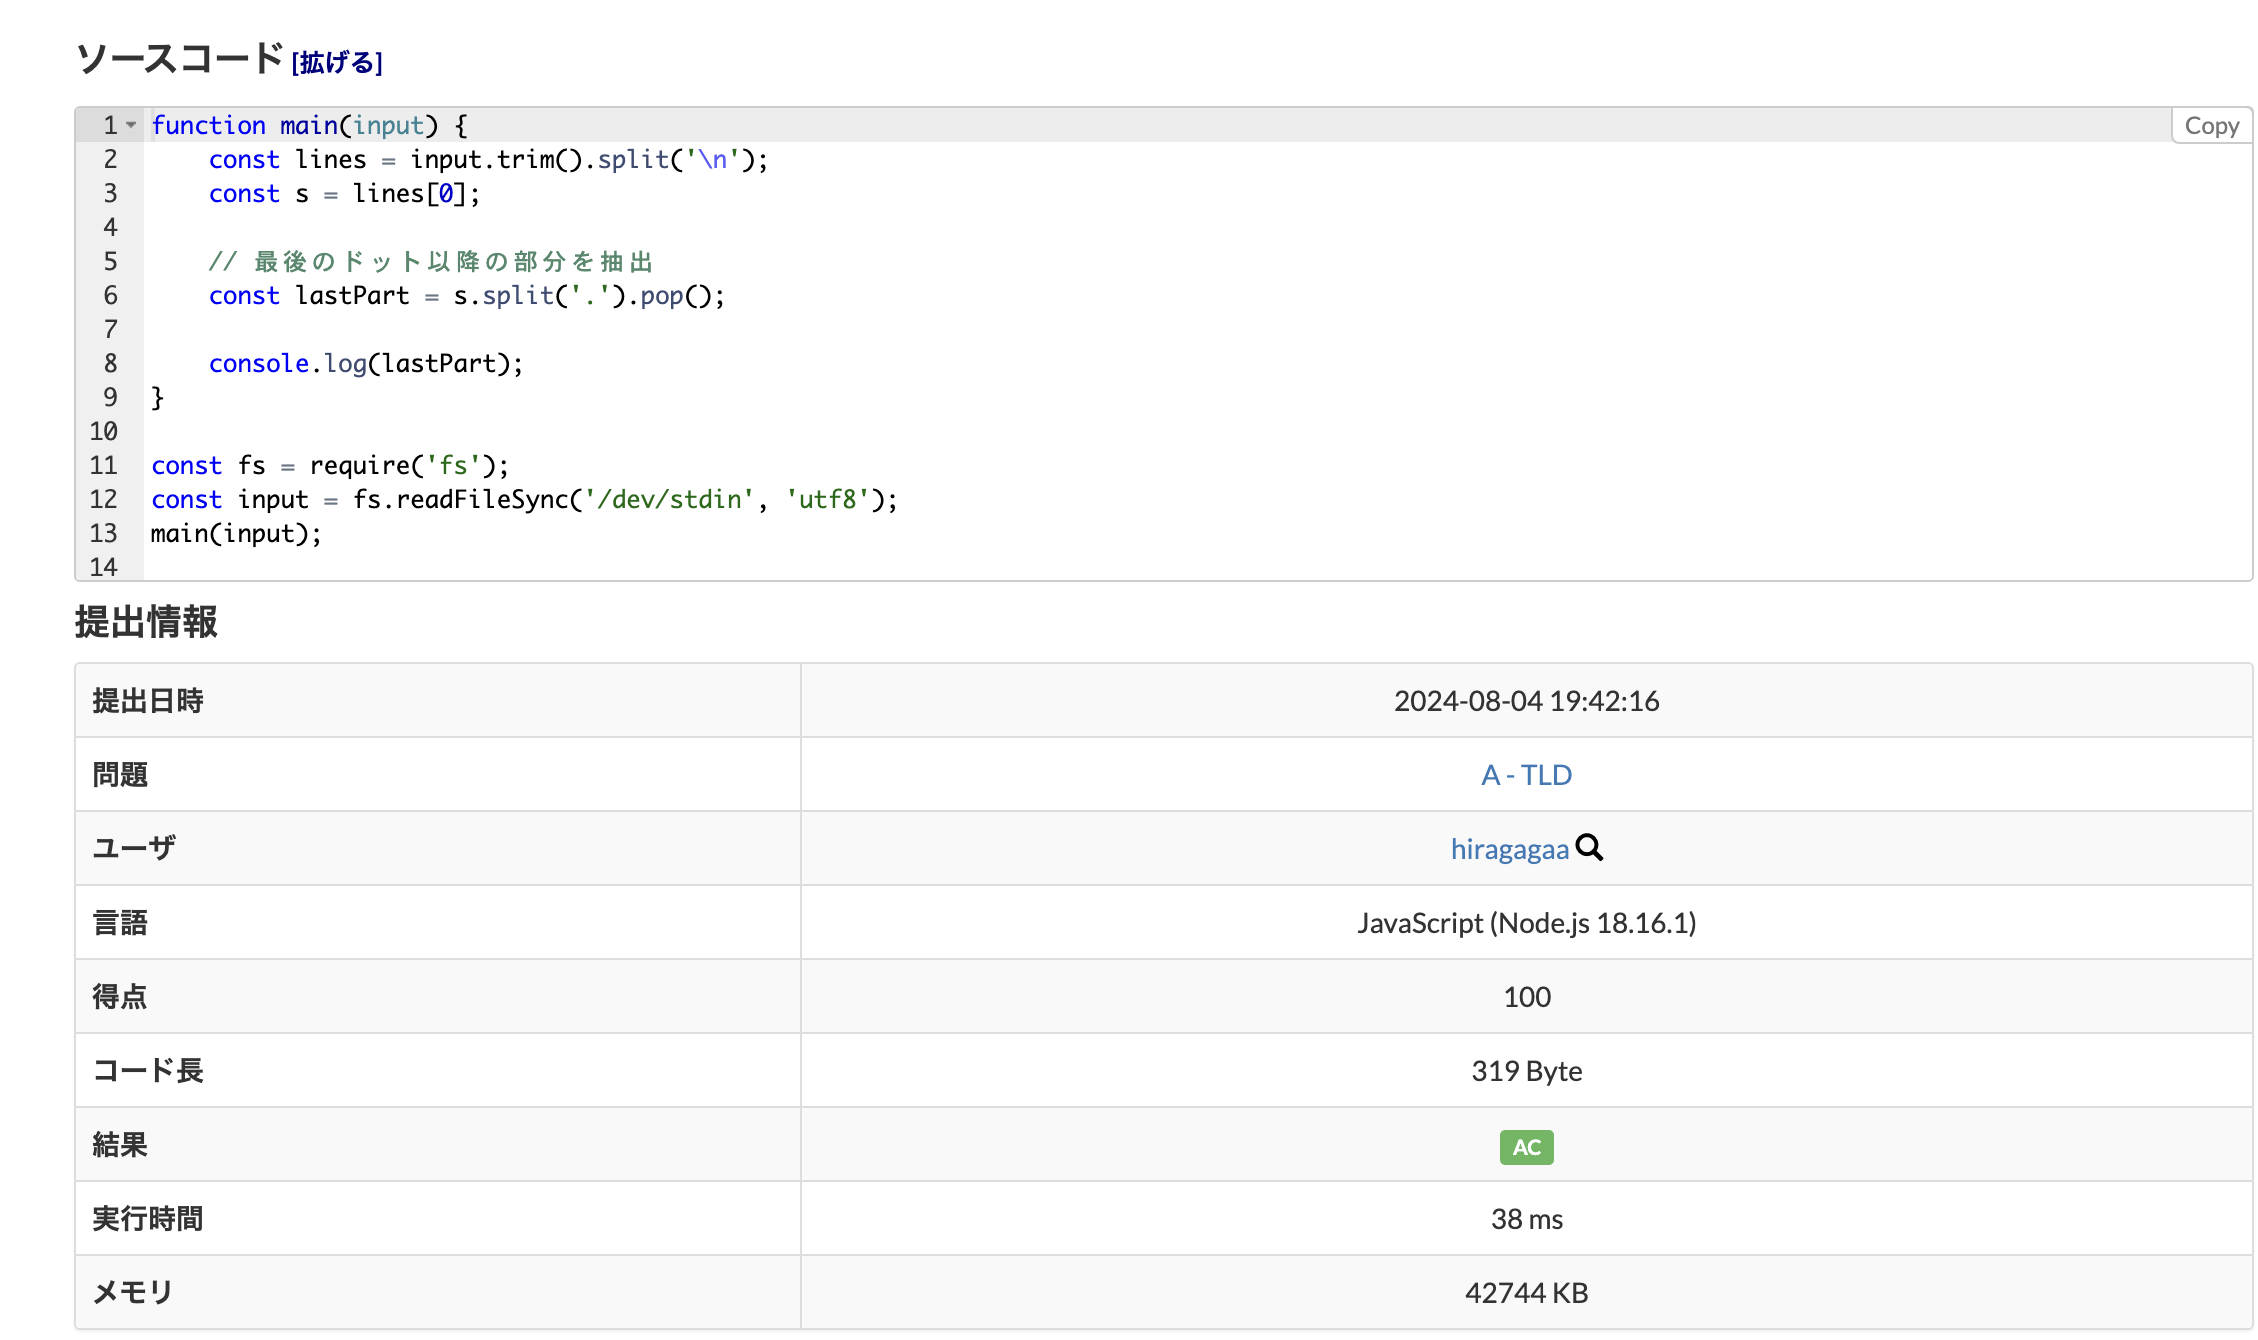 ソースコード [拡げる]
Copy
1 function main(input) {
2     const lines = input.trim().split('\n');
3     const s = lines[0];
4
5     // 最後のドット以降の部分を抽出
6     const lastPart = s.split('.').pop();
7
8     console.log(lastPart);
9 }
10
11 const fs = require('fs');
12 const input = fs.readFileSync('/dev/stdin', 'utf8');
13 main(input);
14
提出情報
提出日時 2024-08-04 19:42:16
問題 A - TLD
ユーザ hiragagaa
言語 JavaScript (Node.js 18.16.1)
得点 100
コード長 319 Byte
結果 AC
実行時間 38 ms
メモリ 42744 KB